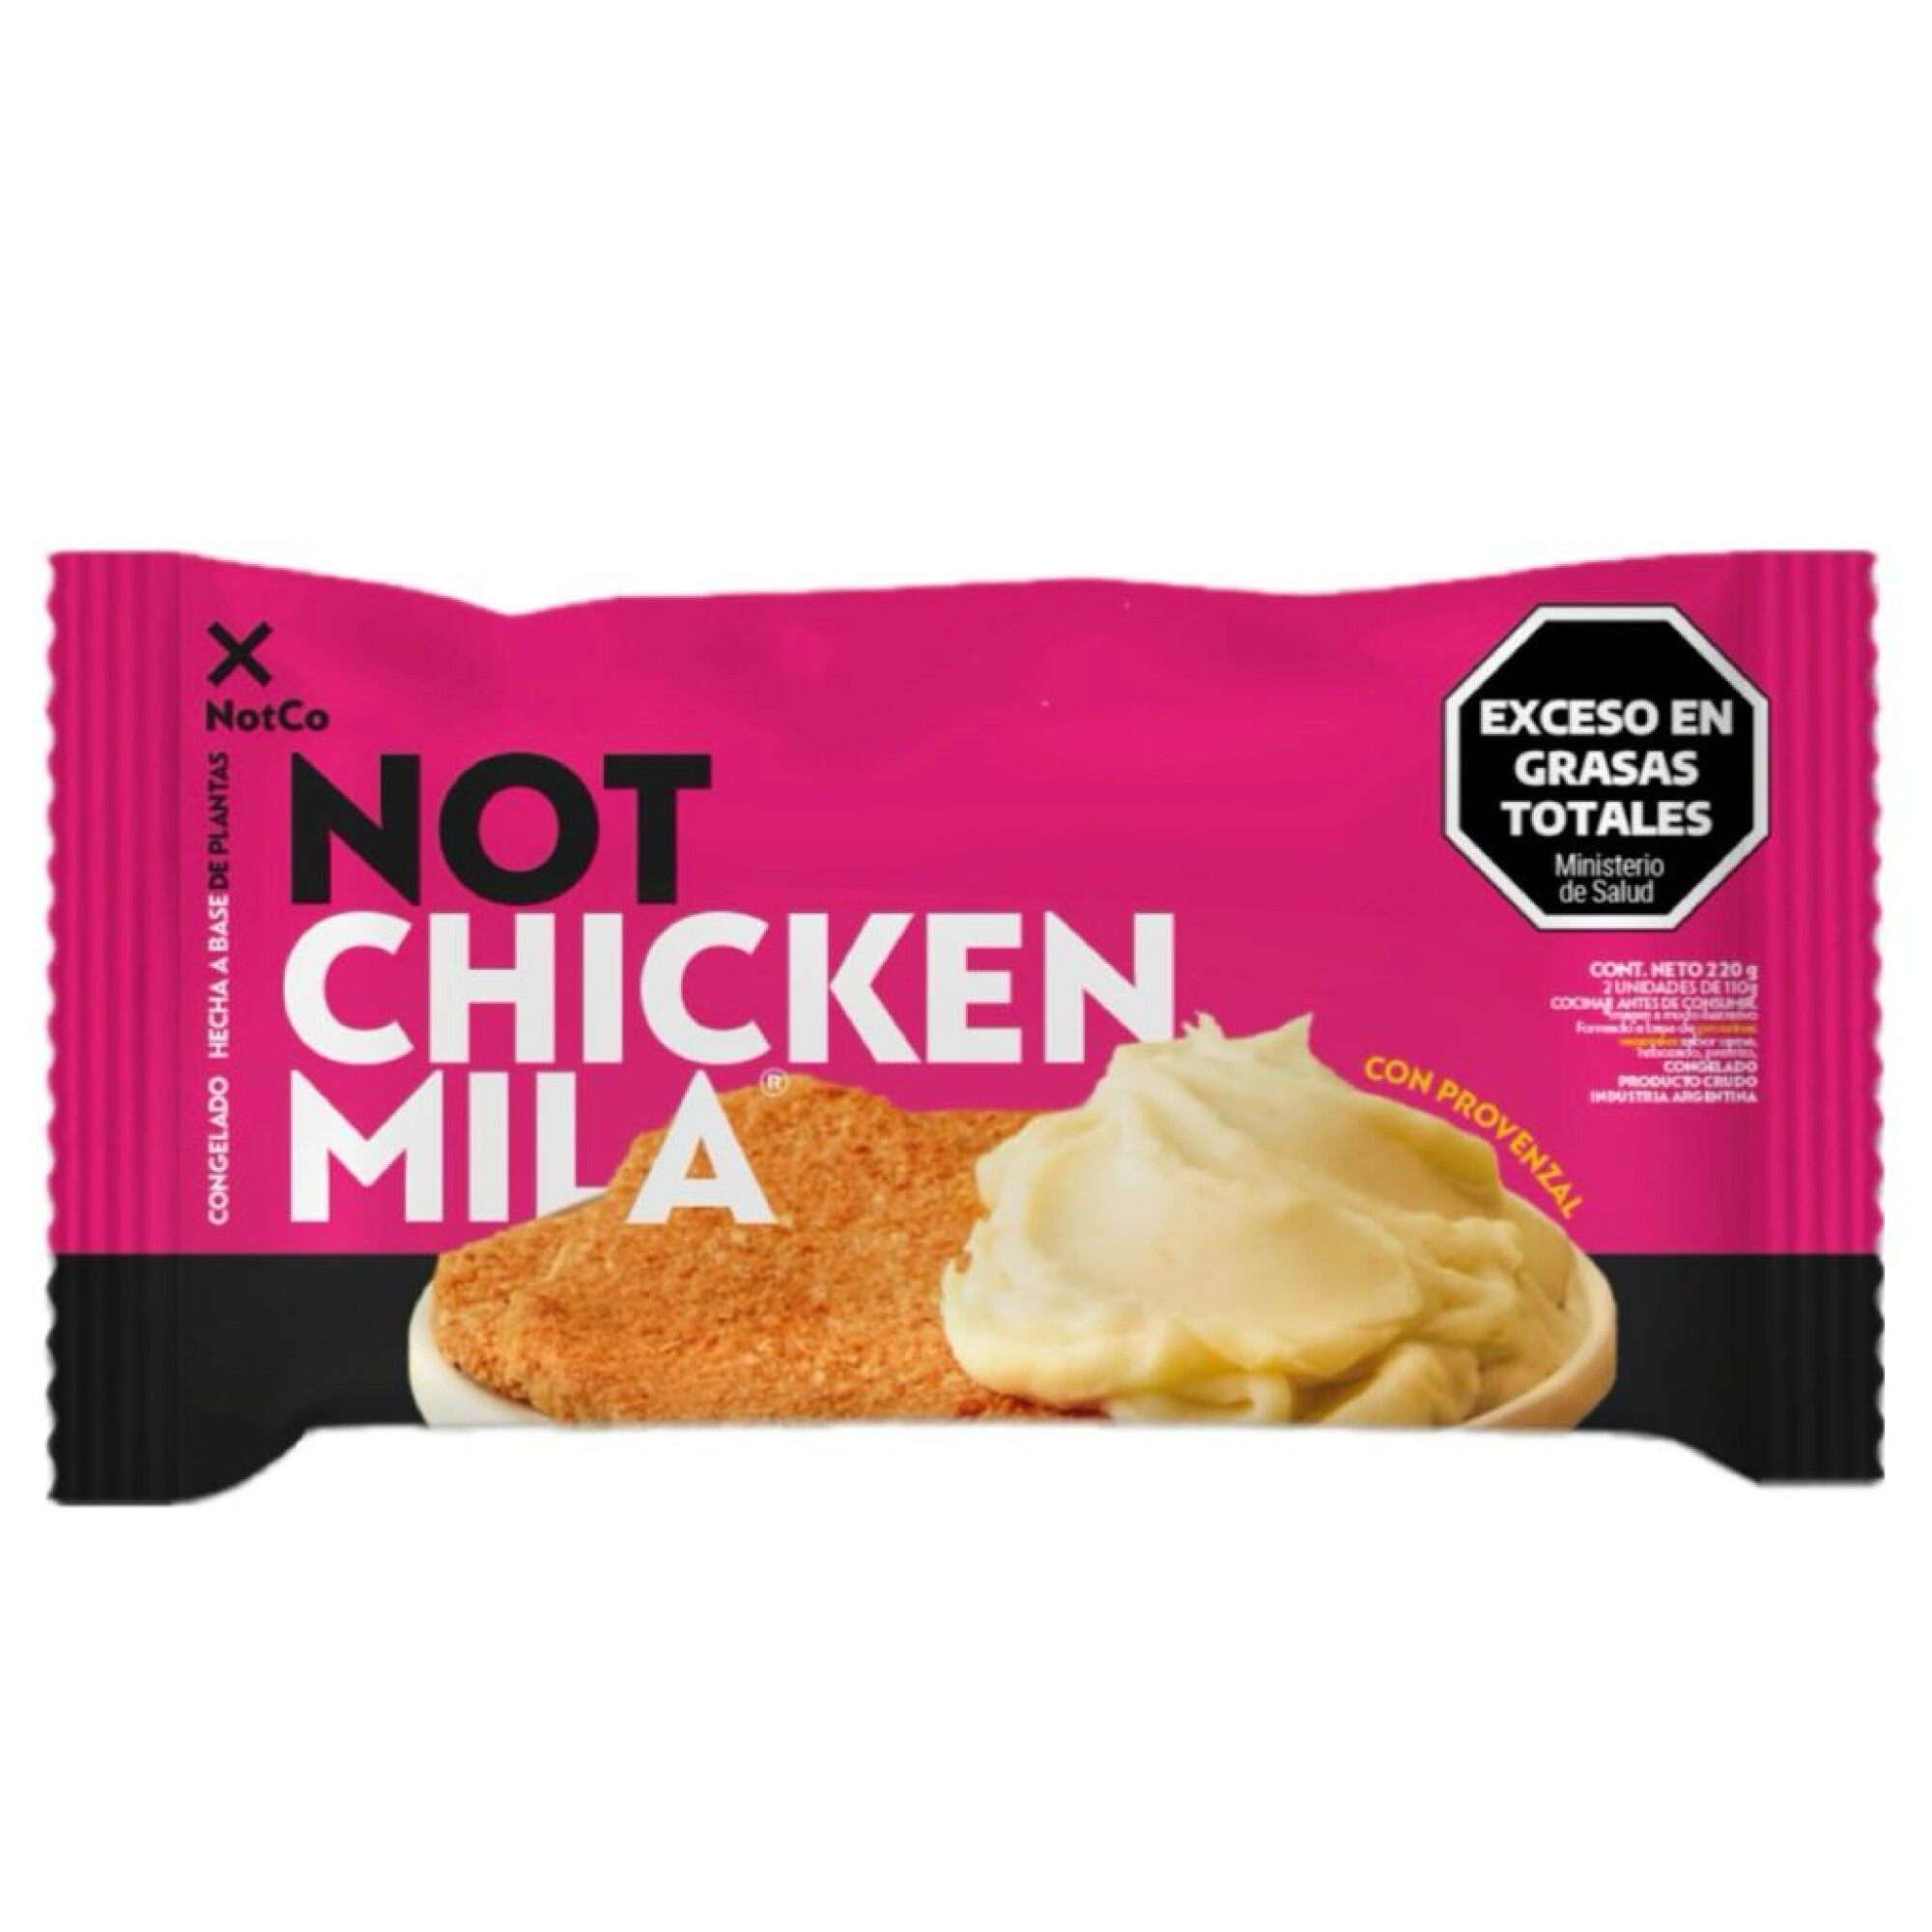 NotCo
CONGELADO HECHA A BASE DE PLANTAS
NOT
CHICKEN
MILA®
CON PROVENZAL
EXCESO EN
GRASAS
TOTALES
Ministerio
de Salud
CONT. NETO 220 g
2 UNIDADES DE 110g
COCINAR ANTES DE CONSUMIR.
CONGELADO
PRODUCTO CRUDO
INDUSTRIA ARGENTINA